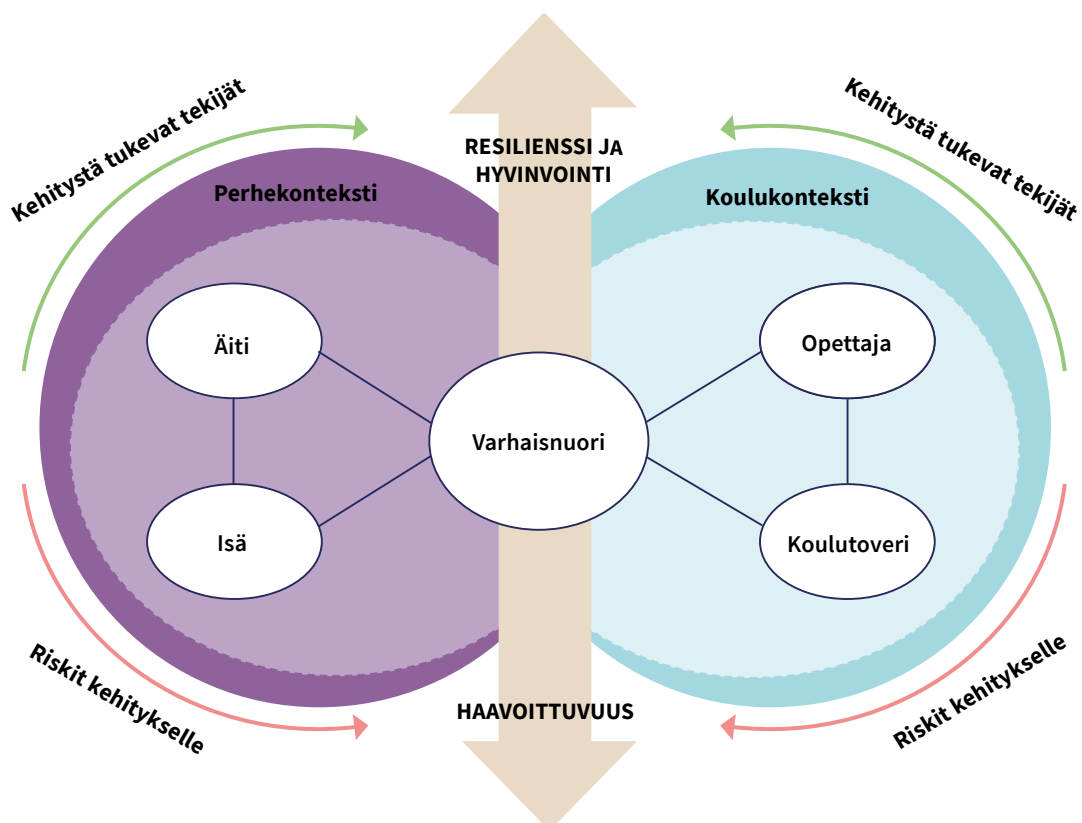 Kehitystä tukevat tekijät
Kehitystä tukevat tekijät
RESILIENSSI JA
HYVINVOINTI
Perhekonteksti
Koulukonteksti
Äiti
Opettaja
Varhaisnuori
Isä
Koulutoveri
Riskit kehitykselle
HAAVOITTUVUUS
Riskit kehitykselle